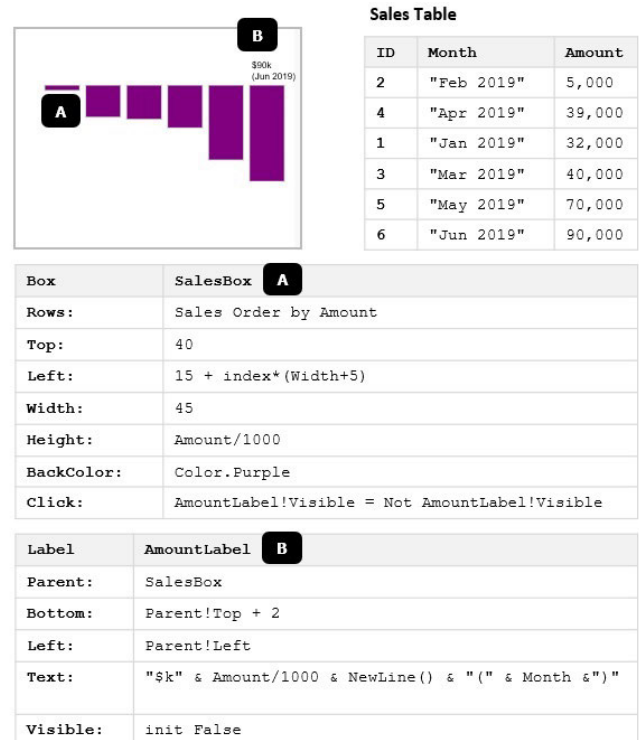 Sales Table
B
$90k
(Jun 2019)
A
ID Month Amount
2 "Feb 2019" 5,000
4 "Apr 2019" 39,000
1 "Jan 2019" 32,000
3 "Mar 2019" 40,000
5 "May 2019" 70,000
6 "Jun 2019" 90,000
Box SalesBox A
Rows: Sales Order by Amount
Top: 40
Left: 15 + index*(Width+5)
Width: 45
Height: Amount/1000
BackColor: Color.Purple
Click: AmountLabel!Visible = Not AmountLabel!Visible
Label AmountLabel B
Parent: SalesBox
Bottom: Parent!Top + 2
Left: Parent!Left
Text: "$k" & Amount/1000 & NewLine() & "(" & Month &")"
Visible: init False